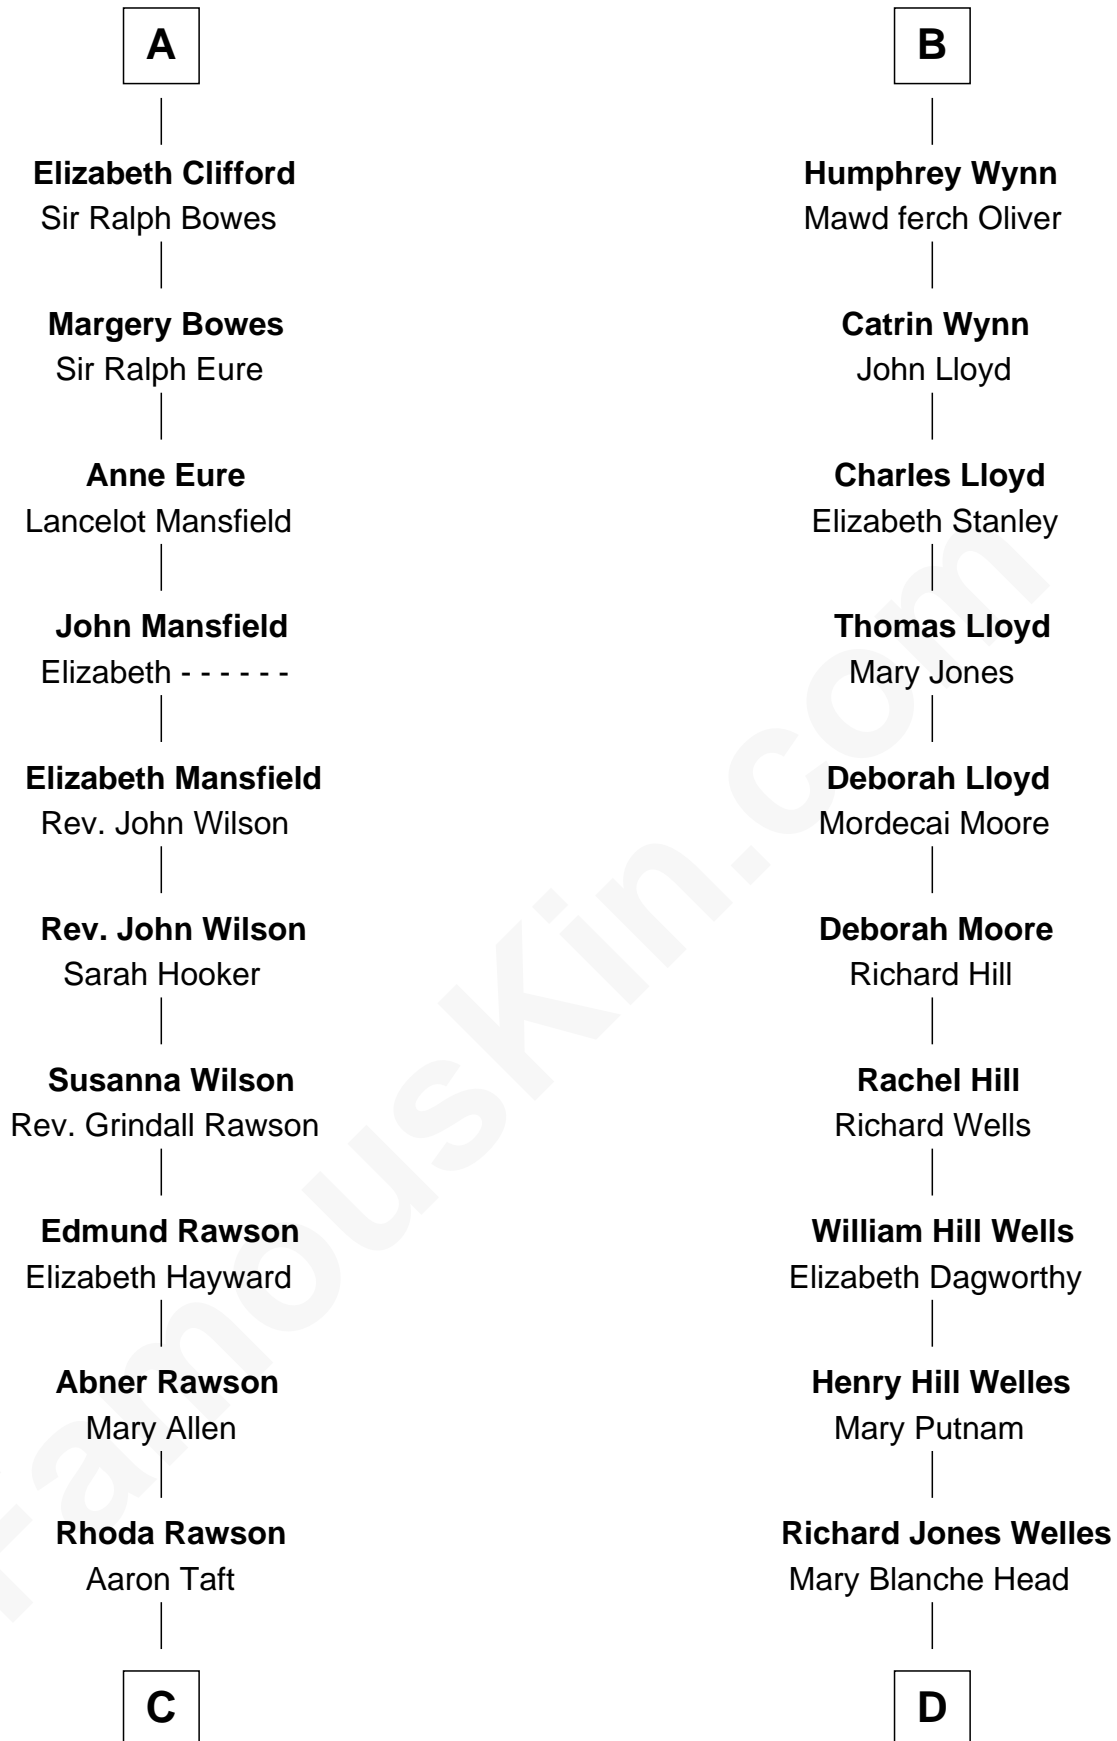 A
Elizabeth Clifford
Sir Ralph Bowes
Margery Bowes
Sir Ralph Eure
Anne Eure
Lancelot Mansfield
John Mansfield
Elizabeth - - - - - -
Elizabeth Mansfield
Rev. John Wilson
Rev. John Wilson
Sarah Hooker
Susanna Wilson
Rev. Grindall Rawson
Edmund Rawson
Elizabeth Hayward
Abner Rawson
Mary Allen
Rhoda Rawson
Aaron Taft
C
B
Humphrey Wynn
Mawd ferch Oliver
Catrin Wynn
John Lloyd
Charles Lloyd
Elizabeth Stanley
Thomas Lloyd
Mary Jones
Deborah Lloyd
Mordecai Moore
Deborah Moore
Richard Hill
Rachel Hill
Richard Wells
William Hill Wells
Elizabeth Dagworthy
Henry Hill Welles
Mary Putnam
Richard Jones Welles
Mary Blanche Head
D
FamousKin.com